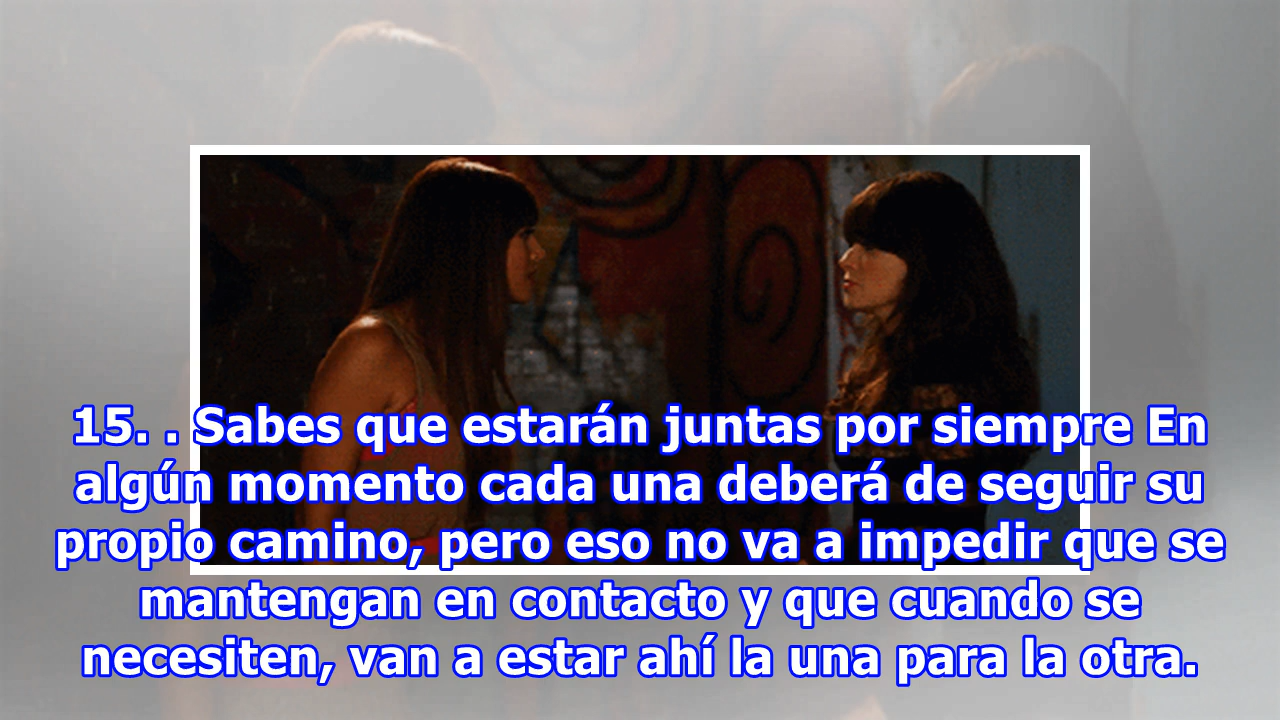 15. . Sabes que estarán juntas por siempre En
algún momento cada una deberá de seguir su
propio camino, pero eso no va a impedir que se
mantengan en contacto y que cuando se
necesiten, van a estar ahí la una para la otra.